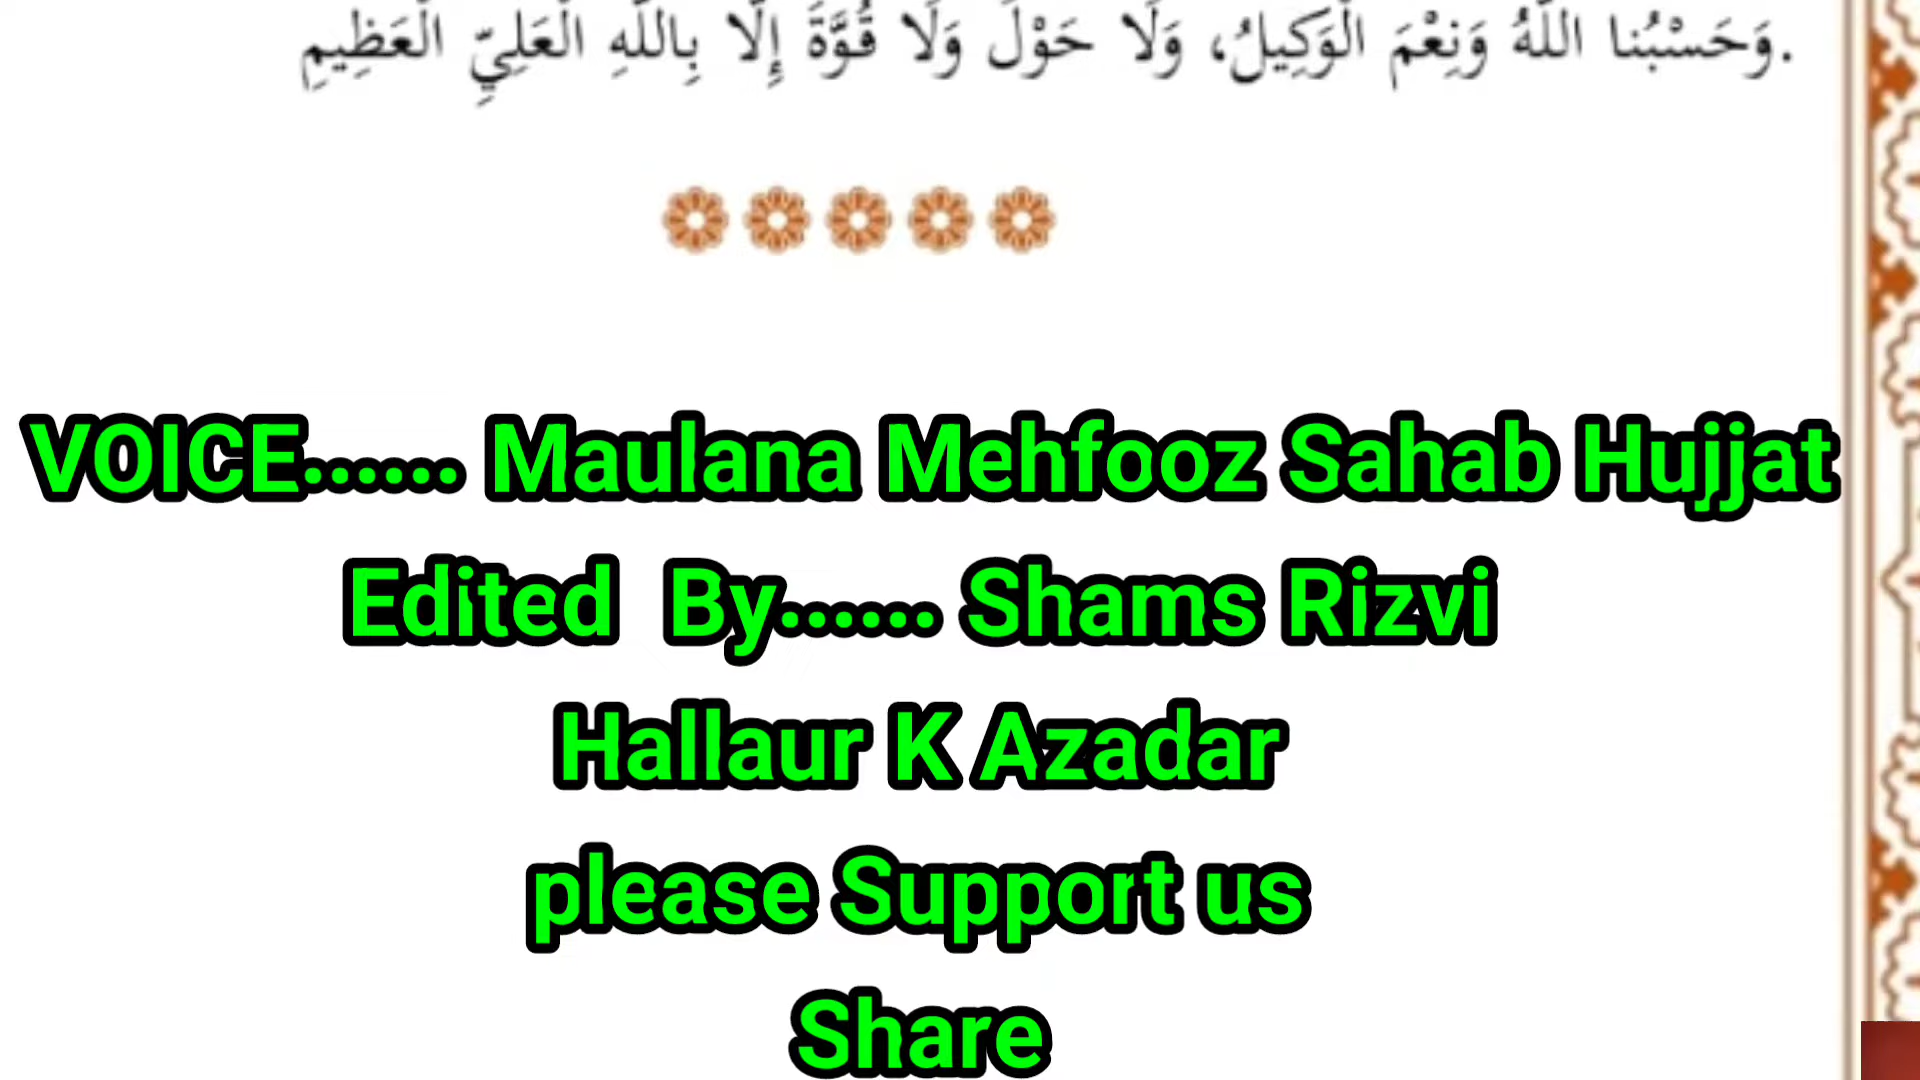 .وَحَسْبُنا اللَّهُ وَنِعْمَ الْوَكِيلُ، وَلَا حَوْلَ وَلَا قُوَّةَ إِلَّا بِاللَّهِ الْعَلِيِّ الْعَظِيمِ
VOICE...... Maulana Mehfooz Sahab Hujjat
Edited By...... Shams Rizvi
Hallaur K Azadar
please Support us
Share